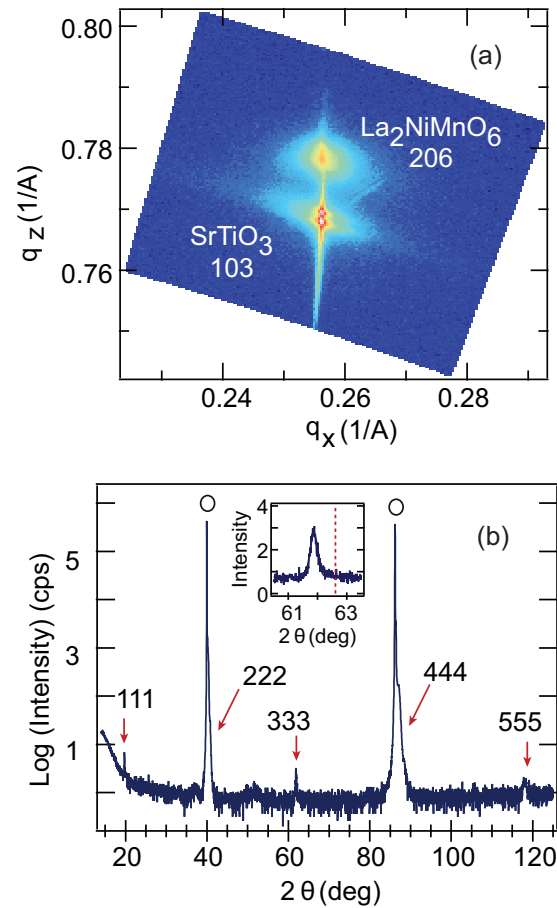 0.80
(a)
La2NiMnO6
206
0.78
qz (1/A)
SrTiO3
103
0.76
0.24
0.26
0.28
qx (1/A)
(b)
4
Intensity
2
0
61
63
2 θ (deg)
5
3
1
Log (Intensity) (cps)
111
222
333
444
555
20
40
60
80
100
120
2 θ (deg)